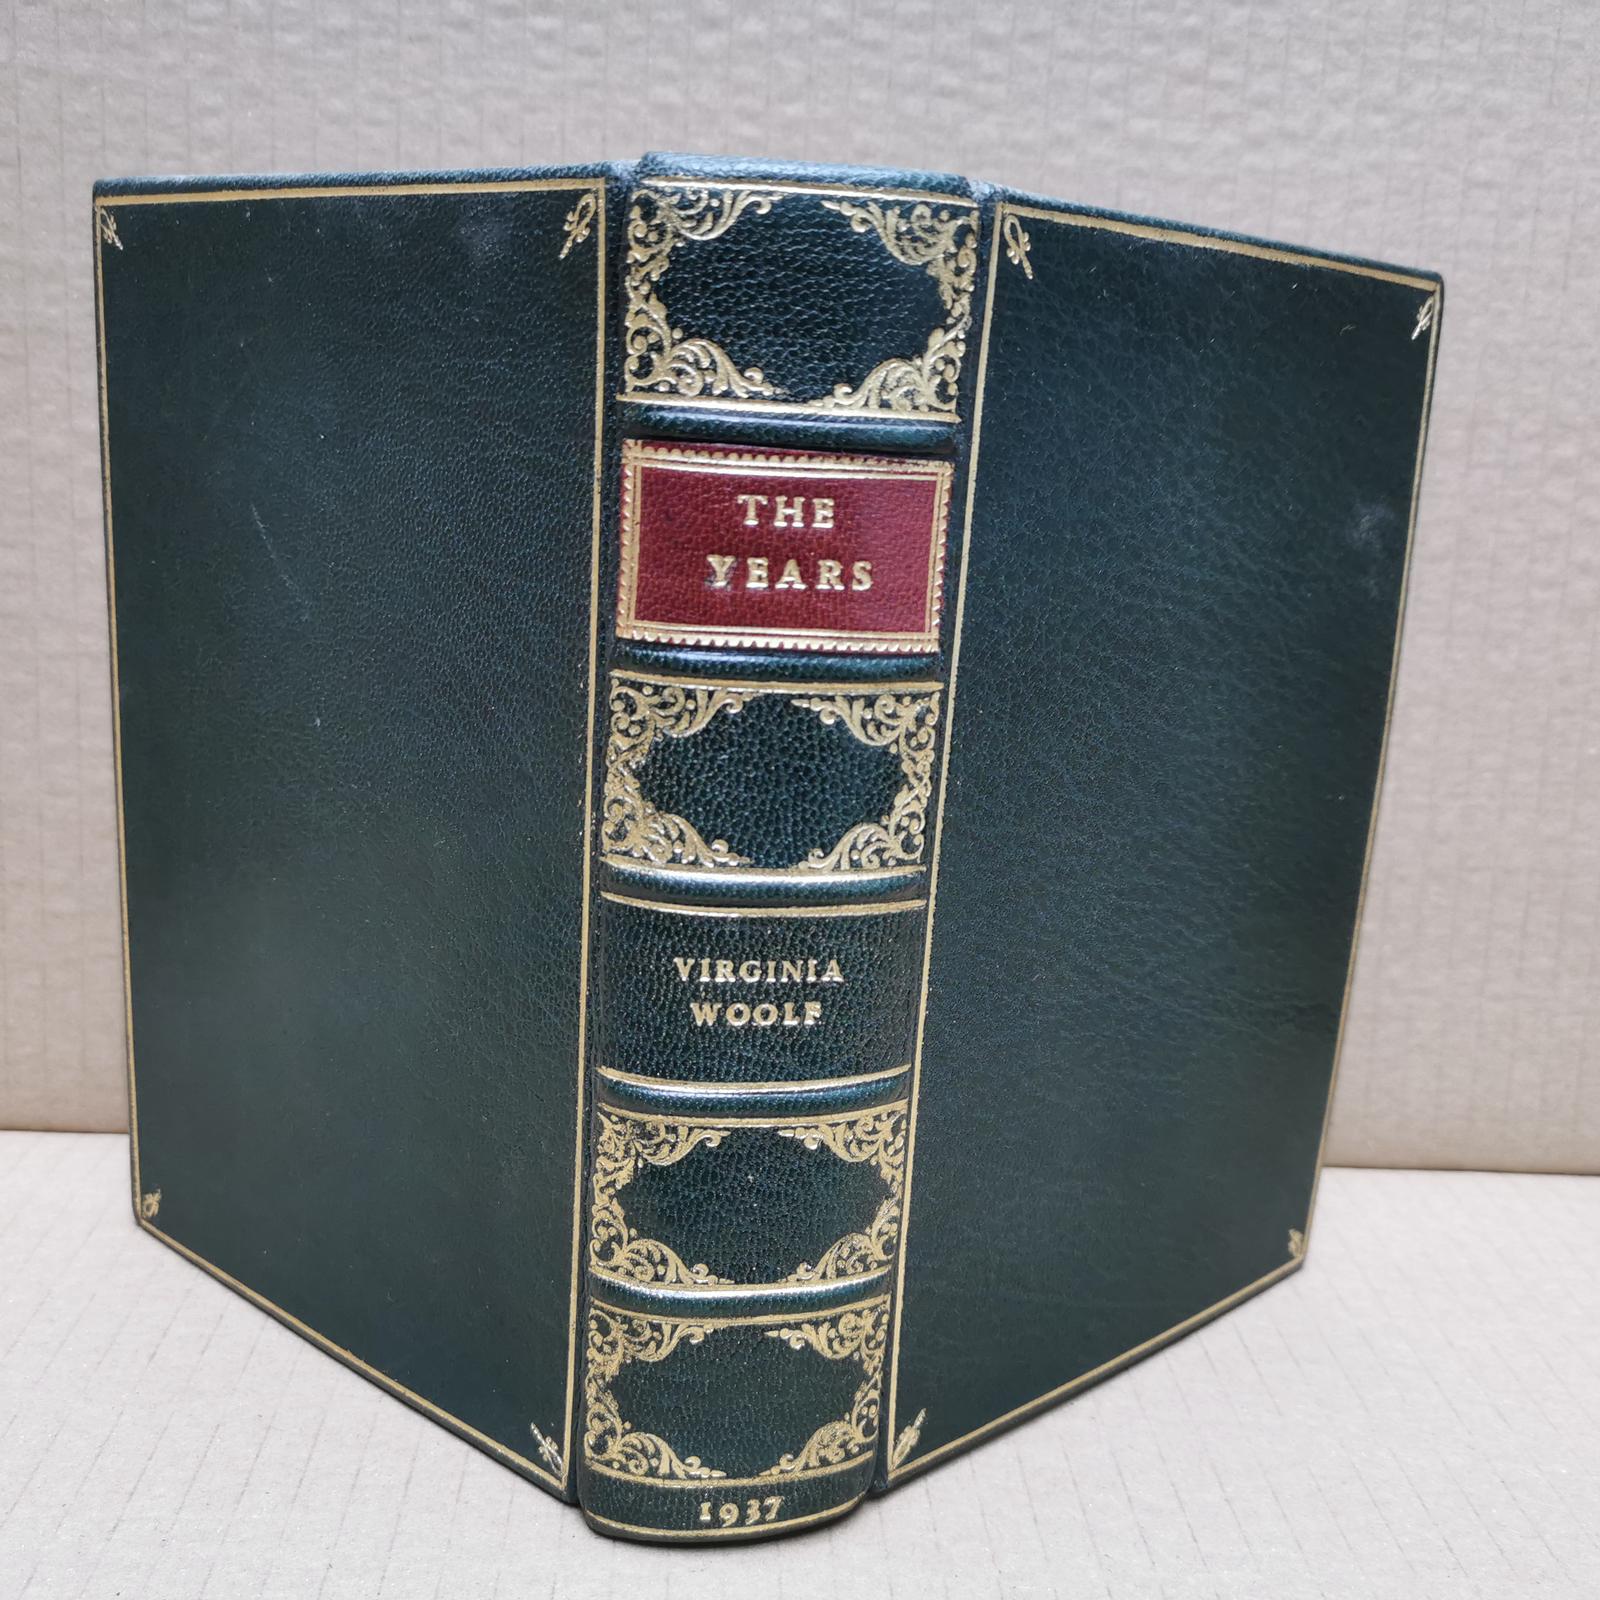 THE
YEARS
VIRGINIA
WOOLF
1937